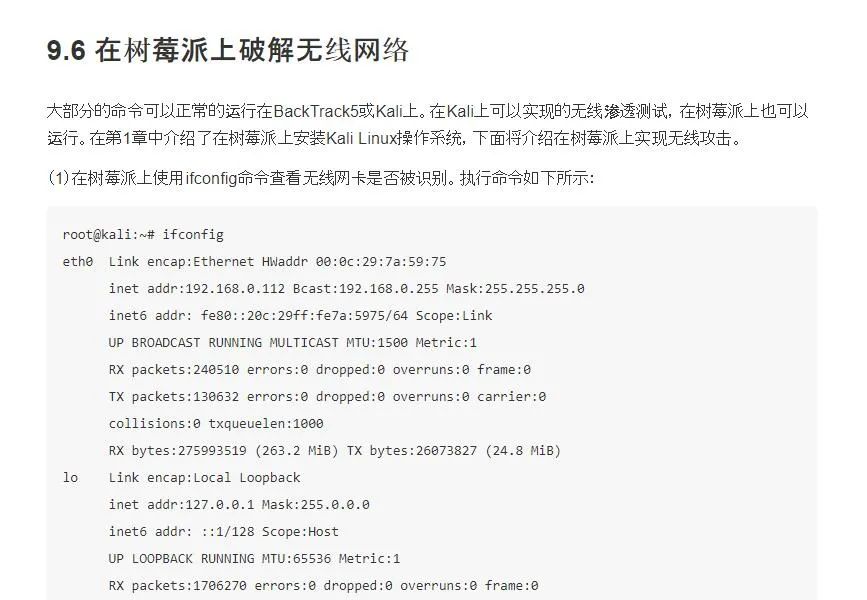 9.6 在树莓派上破解无线网络
大部分的命令可以正常的运行在BackTrack5或Kali上。在Kali上可以实现的无线渗透测试，在树莓派上也可以
运行。在第1章中介绍了在树莓派上安装Kali Linux操作系统，下面将介绍在树莓派上实现无线攻击。
（1）在树莓派上使用ifconfig命令查看无线网卡是否被识别。执行命令如下所示：
root@kali:~# ifconfig
eth0  Link encap:Ethernet HWaddr 00:0c:29:7a:59:75
inet addr:192.168.0.112 Bcast:192.168.0.255 Mask:255.255.255.0
inet6 addr: fe80::20c:29ff:fe7a:5975/64 Scope:Link
UP BROADCAST RUNNING MULTICAST MTU:1500 Metric:1
RX packets:240510 errors:0 dropped:0 overruns:0 frame:0
TX packets:130632 errors:0 dropped:0 overruns:0 carrier:0
collisions:0 txqueuelen:1000
RX bytes:275993519 (263.2 MiB) TX bytes:26073827 (24.8 MiB)
lo    Link encap:Local Loopback
inet addr:127.0.0.1 Mask:255.0.0.0
inet6 addr: ::1/128 Scope:Host
UP LOOPBACK RUNNING MTU:65536 Metric:1
RX packets:1706270 errors:0 dropped:0 overruns:0 frame:0